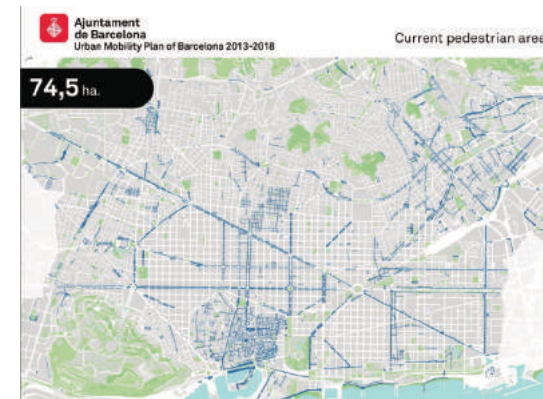 Ajuntament
de Barcelona
Urban Mobility Plan of Barcelona 2013-2018
Current pedestrian area
74,5 ha.